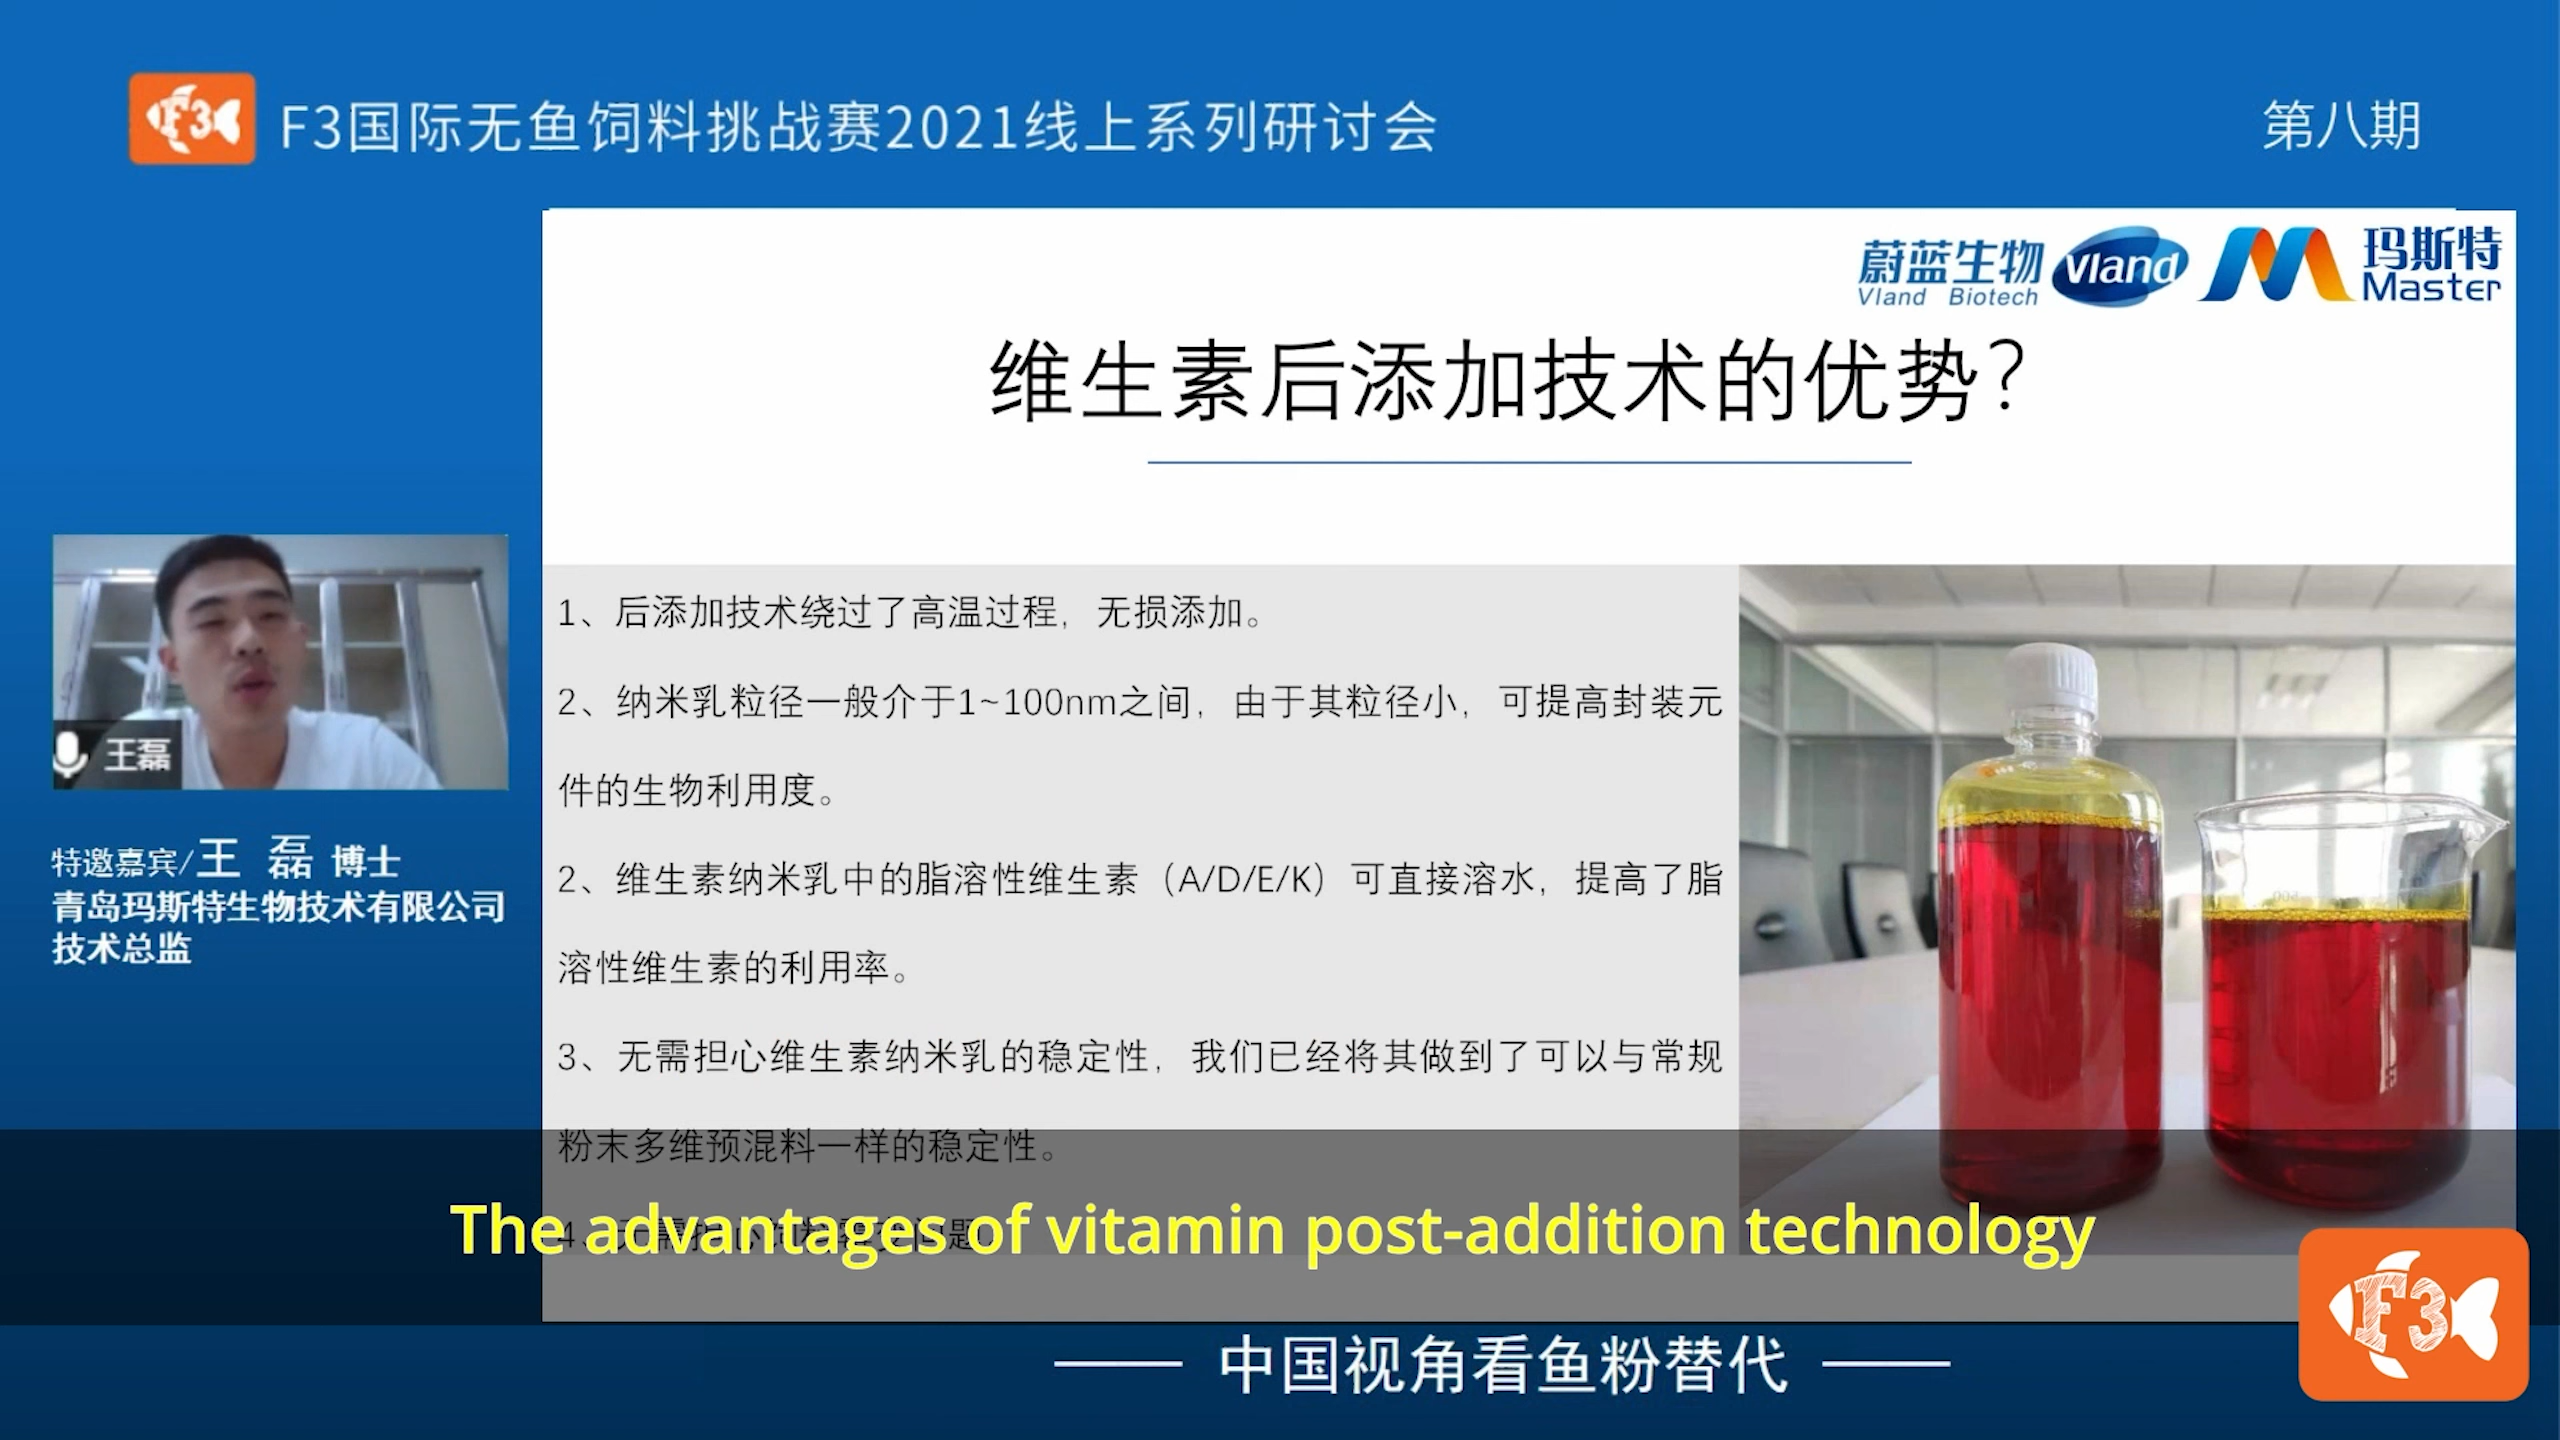 F3
F3国际无鱼饲料挑战赛2021线上系列研讨会
第八期
蔚蓝生物
Vland Biotech
Vland
玛斯特
Master
维生素后添加技术的优势？
1、后添加技术绕过了高温过程，无损添加。
2、纳米乳粒径一般介于1~100nm之间，由于其粒径小，可提高封装元
件的生物利用度。
2、维生素纳米乳中的脂溶性维生素（A/D/E/K）可直接溶水，提高了脂
溶性维生素的利用率。
3、无需担心维生素纳米乳的稳定性，我们已经将其做到了可以与常规
粉末多维预混料一样的稳定性。
王磊
特邀嘉宾/王 磊 博士
青岛玛斯特生物技术有限公司
技术总监
The advantages of vitamin post-addition technology
中国视角看鱼粉替代
F3